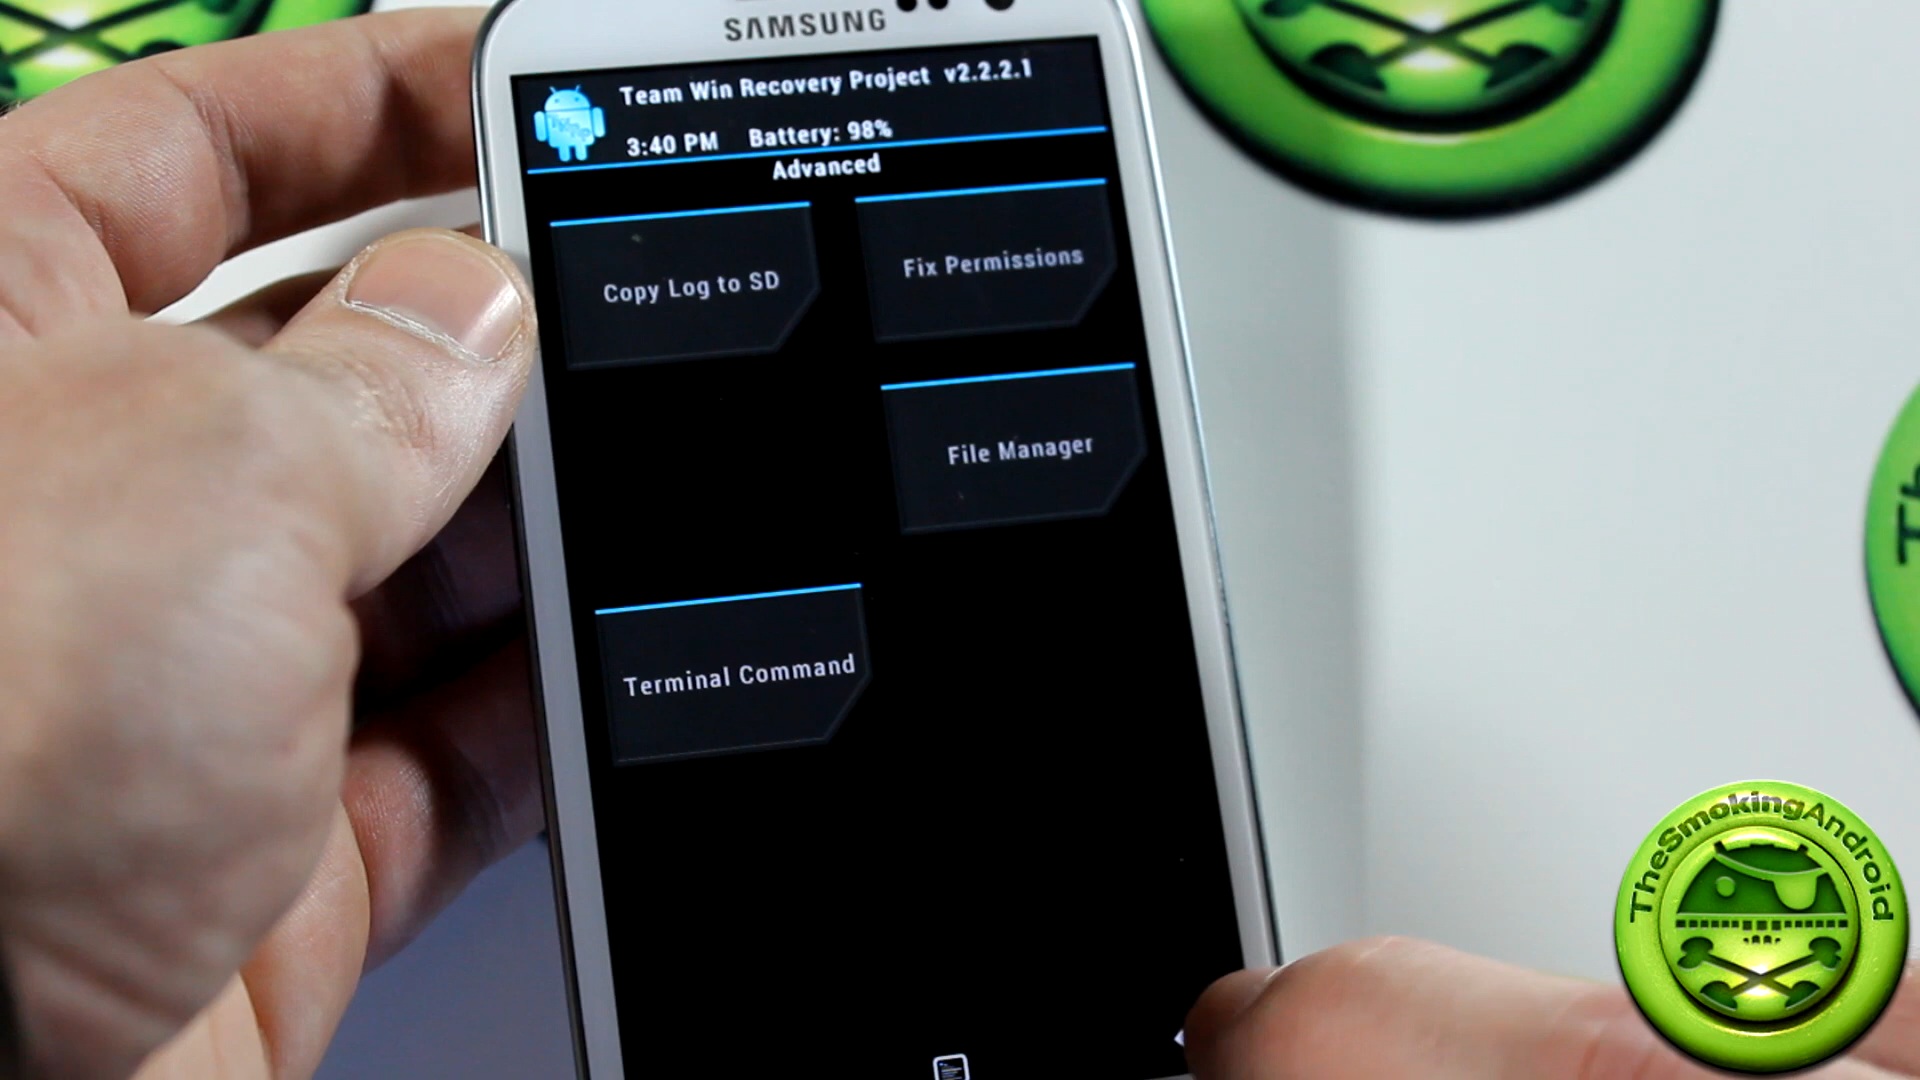 SAMSUNG
Team Win Recovery Project v2.2.2.1
3:40 PM Battery: 98%
Advanced
Copy Log to SD
Fix Permissions
File Manager
Terminal Command
TheSmokingAndroid
Th